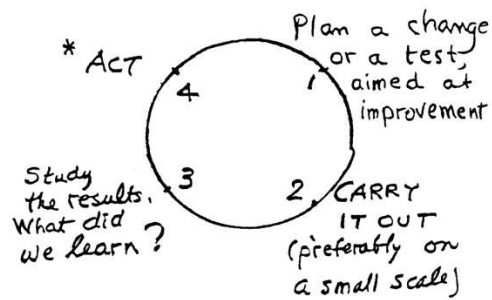 Plan a change
or a test,
aimed at
improvement
1
2 CARRY
IT OUT
(preferably on
a small scale)
3
Study
the results.
What did
we learn?
* ACT
4